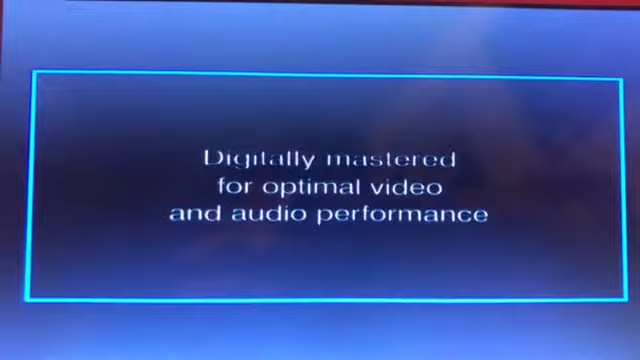 Digitally mastered
for optimal video
and audio performance